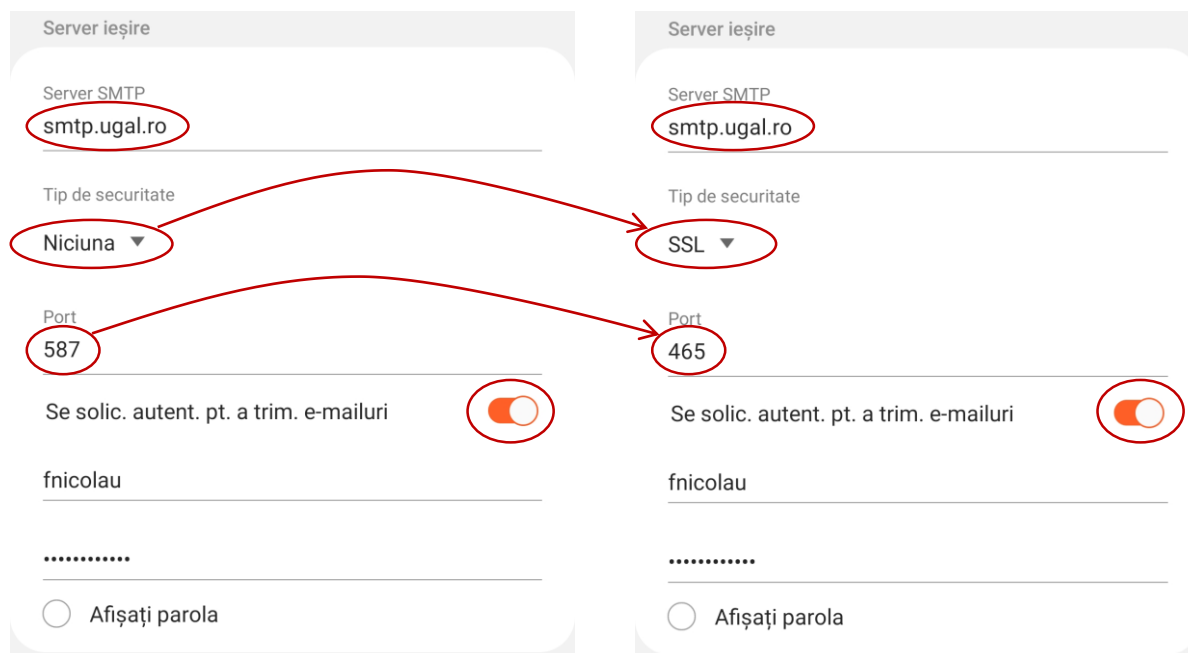 Server ieșire
Server SMTP
smtp.ugal.ro
Tip de securitate
Niciuna
Port
587
Se solic. autent. pt. a trim. e-mailuri
fnicolau
••••••••••••
Afișați parola
Server ieșire
Server SMTP
smtp.ugal.ro
Tip de securitate
SSL
Port
465
Se solic. autent. pt. a trim. e-mailuri
fnicolau
••••••••••••
Afișați parola